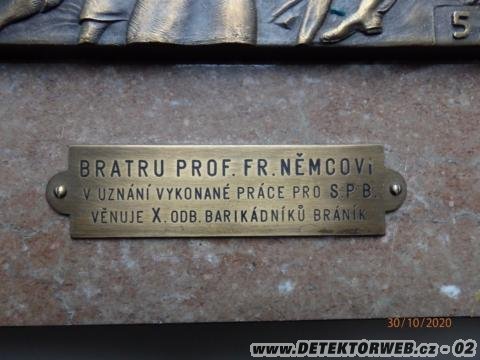 5
BRATRU PROF. FR. NĚMCOVi
V UZNÁNÍ VYKONANÉ PRÁCE PRO S.P.B.
VĚNUJE X. ODB. BARIKÁDNÍKŮ BRÁNÍK
30/10/2020
www.DETEKTORWEB.cz - 02